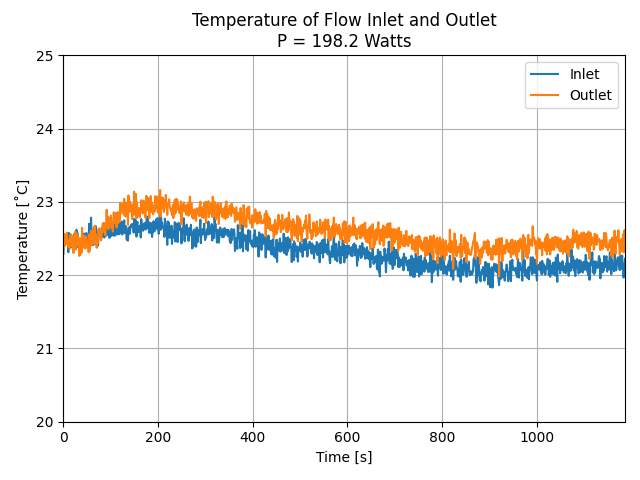 Temperature of Flow Inlet and Outlet
P = 198.2 Watts
Inlet
Outlet
Temperature [˚C]
25
24
23
22
21
20
0
200
400
600
800
1000
Time [s]